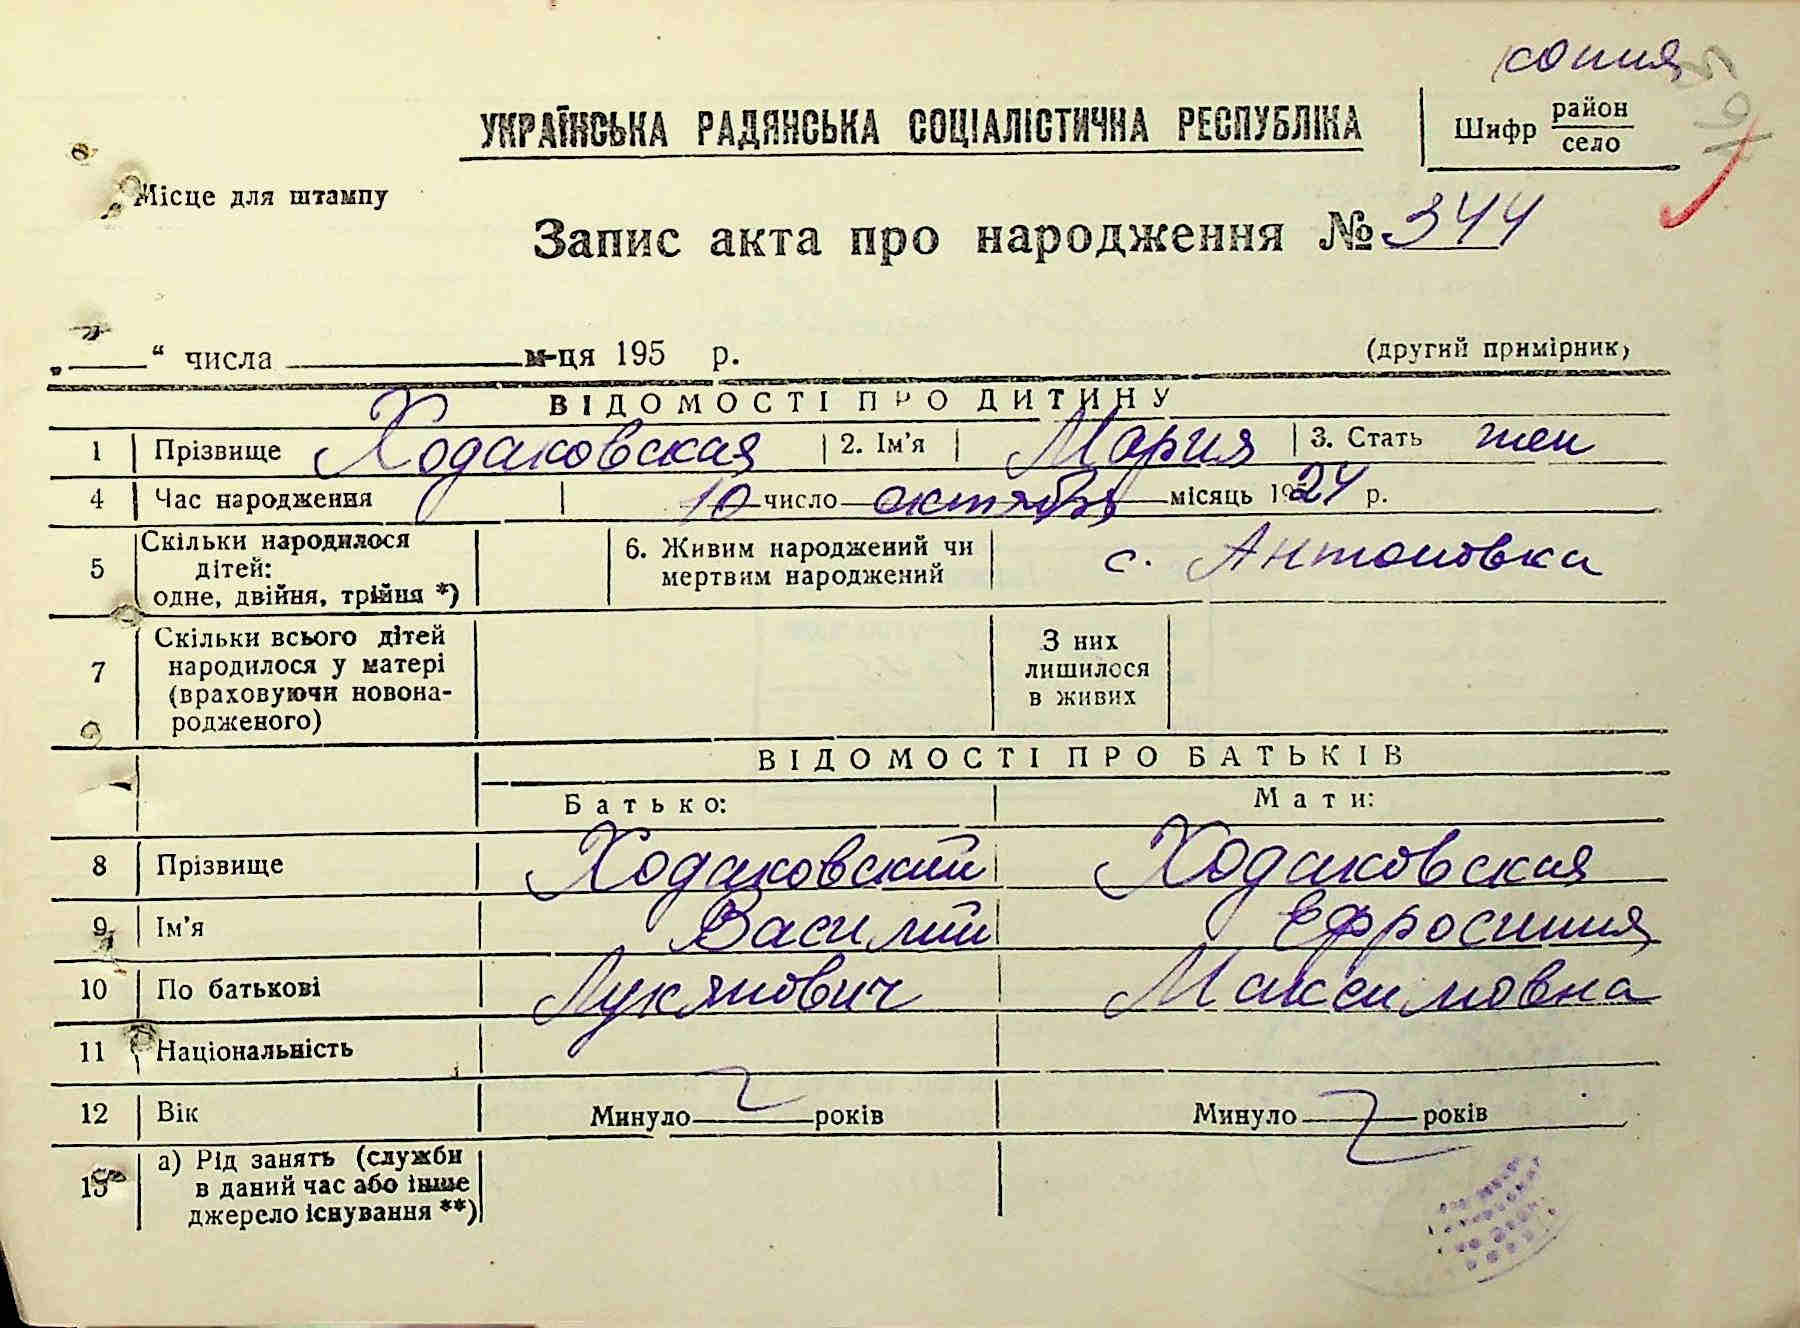 копия
УКРАЇНСЬКА РАДЯНСЬКА СОЦІАЛІСТИЧНА РЕСПУБЛІКА
Шифр район
село
Місце для штампу
Запис акта про народження № 344
„ “ числа м-ця 195 р. (другий примірник)
ВІДОМОСТІ ПРО ДИТИНУ
1 Прізвище Ходаковская 2. Ім'я Мария 3. Стать жен
4 Час народження 10 число октября місяць 1924 р.
5 Скільки народилося дітей: одне, двійня, трійня *) 6. Живим народжений чи мертвим народжений с. Антоновка
7 Скільки всього дітей народилося у матері (враховуючи новонародженого) З них лишилося в живих
ВІДОМОСТІ ПРО БАТЬКІВ
Батько: Мати:
8 Прізвище Ходаковский Ходаковская
9 Ім'я Василий Ефросиния
10 По батькові Лукянович Максимовна
11 Національність
12 Вік Минуло років Минуло років
13 а) Рід занять (служби в даний час або інше джерело існування **)